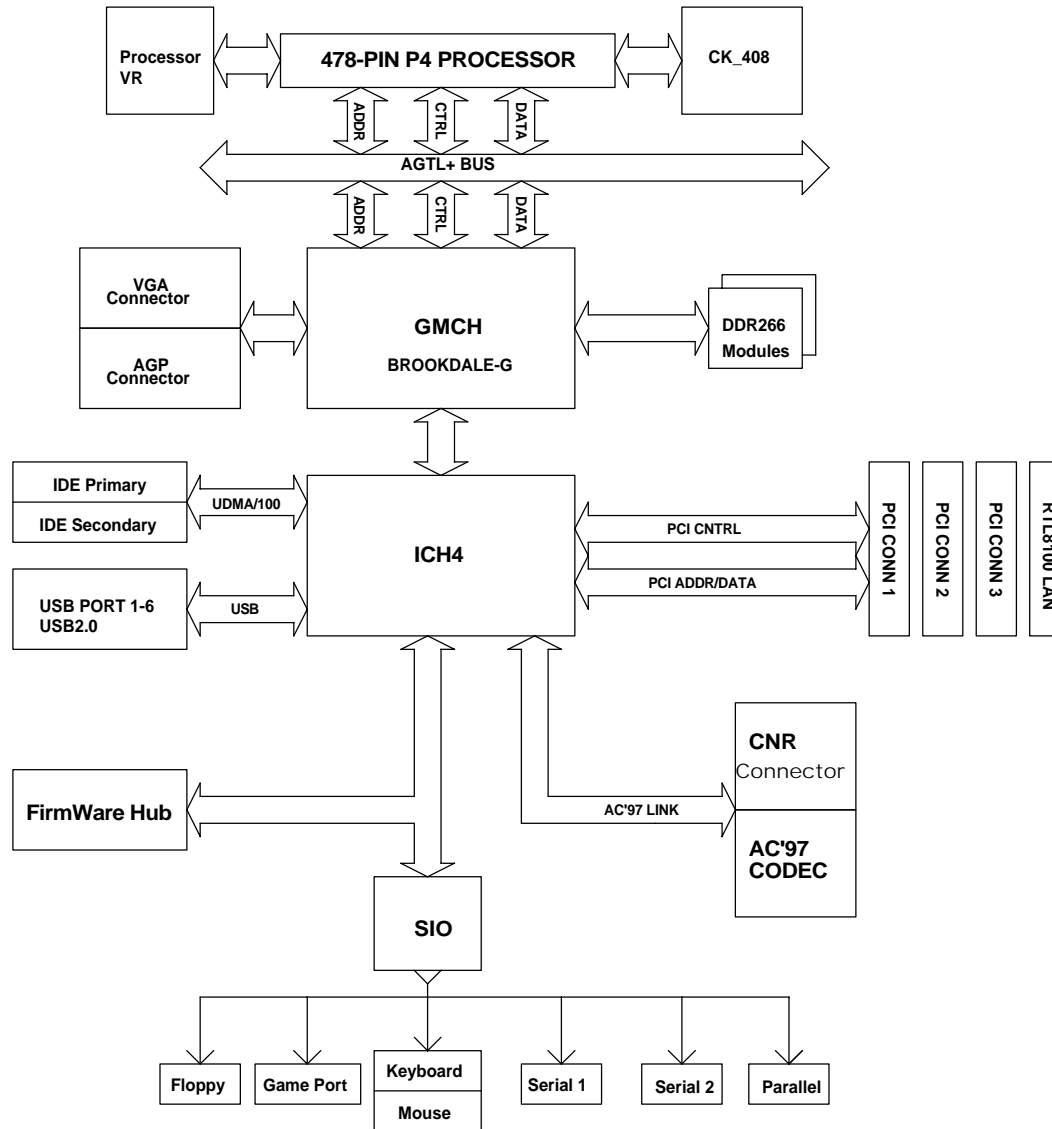 Processor
VR
478-PIN P4 PROCESSOR
CK_408
ADDR
CTRL
DATA
AGTL+ BUS
ADDR
CTRL
DATA
VGA
Connector
AGP
Connector
GMCH
BROOKDALE-G
DDR266
Modules
IDE Primary
IDE Secondary
UDMA/100
ICH4
PCI CNTRL
PCI ADDR/DATA
PCI CONN 1
PCI CONN 2
PCI CONN 3
RTL8100 LAN
USB PORT 1-6
USB2.0
USB
CNR
Connector
FirmWare Hub
AC'97 LINK
AC'97
CODEC
SIO
Floppy
Game Port
Keyboard
Mouse
Serial 1
Serial 2
Parallel